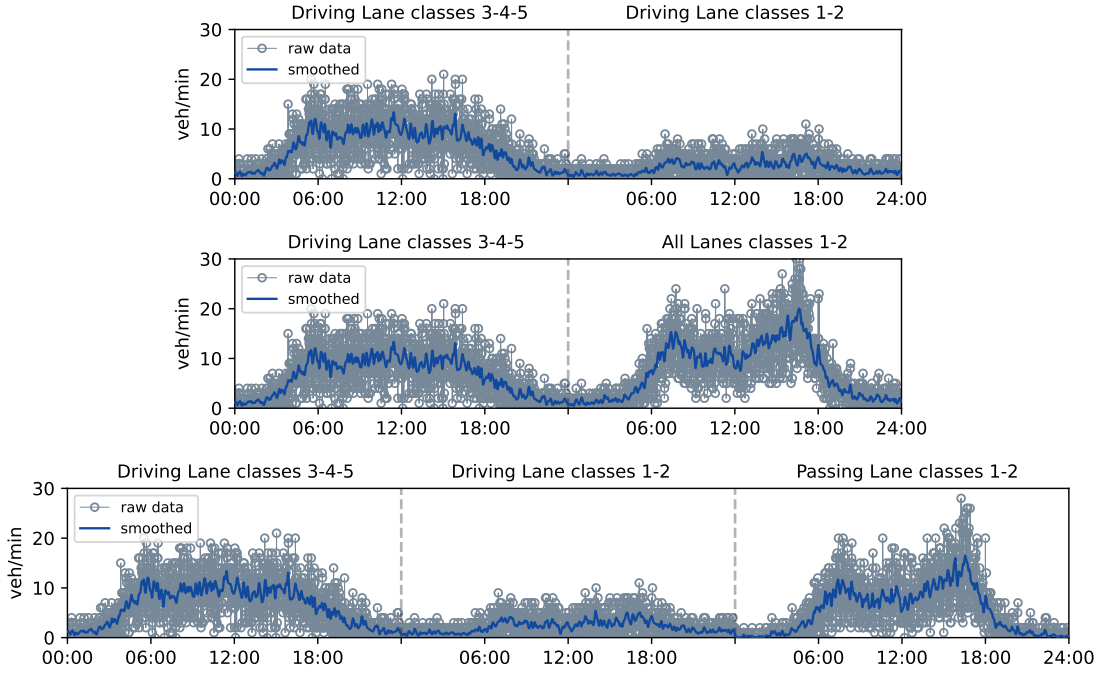 Driving Lane classes 3-4-5 Driving Lane classes 1-2
30
20
10
0
veh/min
raw data
smoothed
00:00 06:00 12:00 18:00 06:00 12:00 18:00 24:00
Driving Lane classes 3-4-5 All Lanes classes 1-2
30
20
10
0
veh/min
raw data
smoothed
00:00 06:00 12:00 18:00 06:00 12:00 18:00 24:00
Driving Lane classes 3-4-5 Driving Lane classes 1-2 Passing Lane classes 1-2
30
20
10
0
veh/min
raw data
smoothed
00:00 06:00 12:00 18:00 06:00 12:00 18:00 06:00 12:00 18:00 24:00